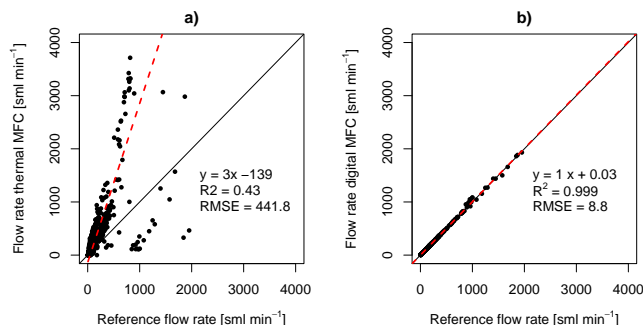 a)
Flow rate thermal MFC [sml min−1]
4000
3000
2000
1000
0
y = 3x −139
R2 = 0.43
RMSE = 441.8
0 1000 2000 3000 4000
Reference flow rate [sml min−1]
b)
Flow rate digital MFC [sml min−1]
4000
3000
2000
1000
0
y = 1 x + 0.03
R2 = 0.999
RMSE = 8.8
0 1000 2000 3000 4000
Reference flow rate [sml min−1]